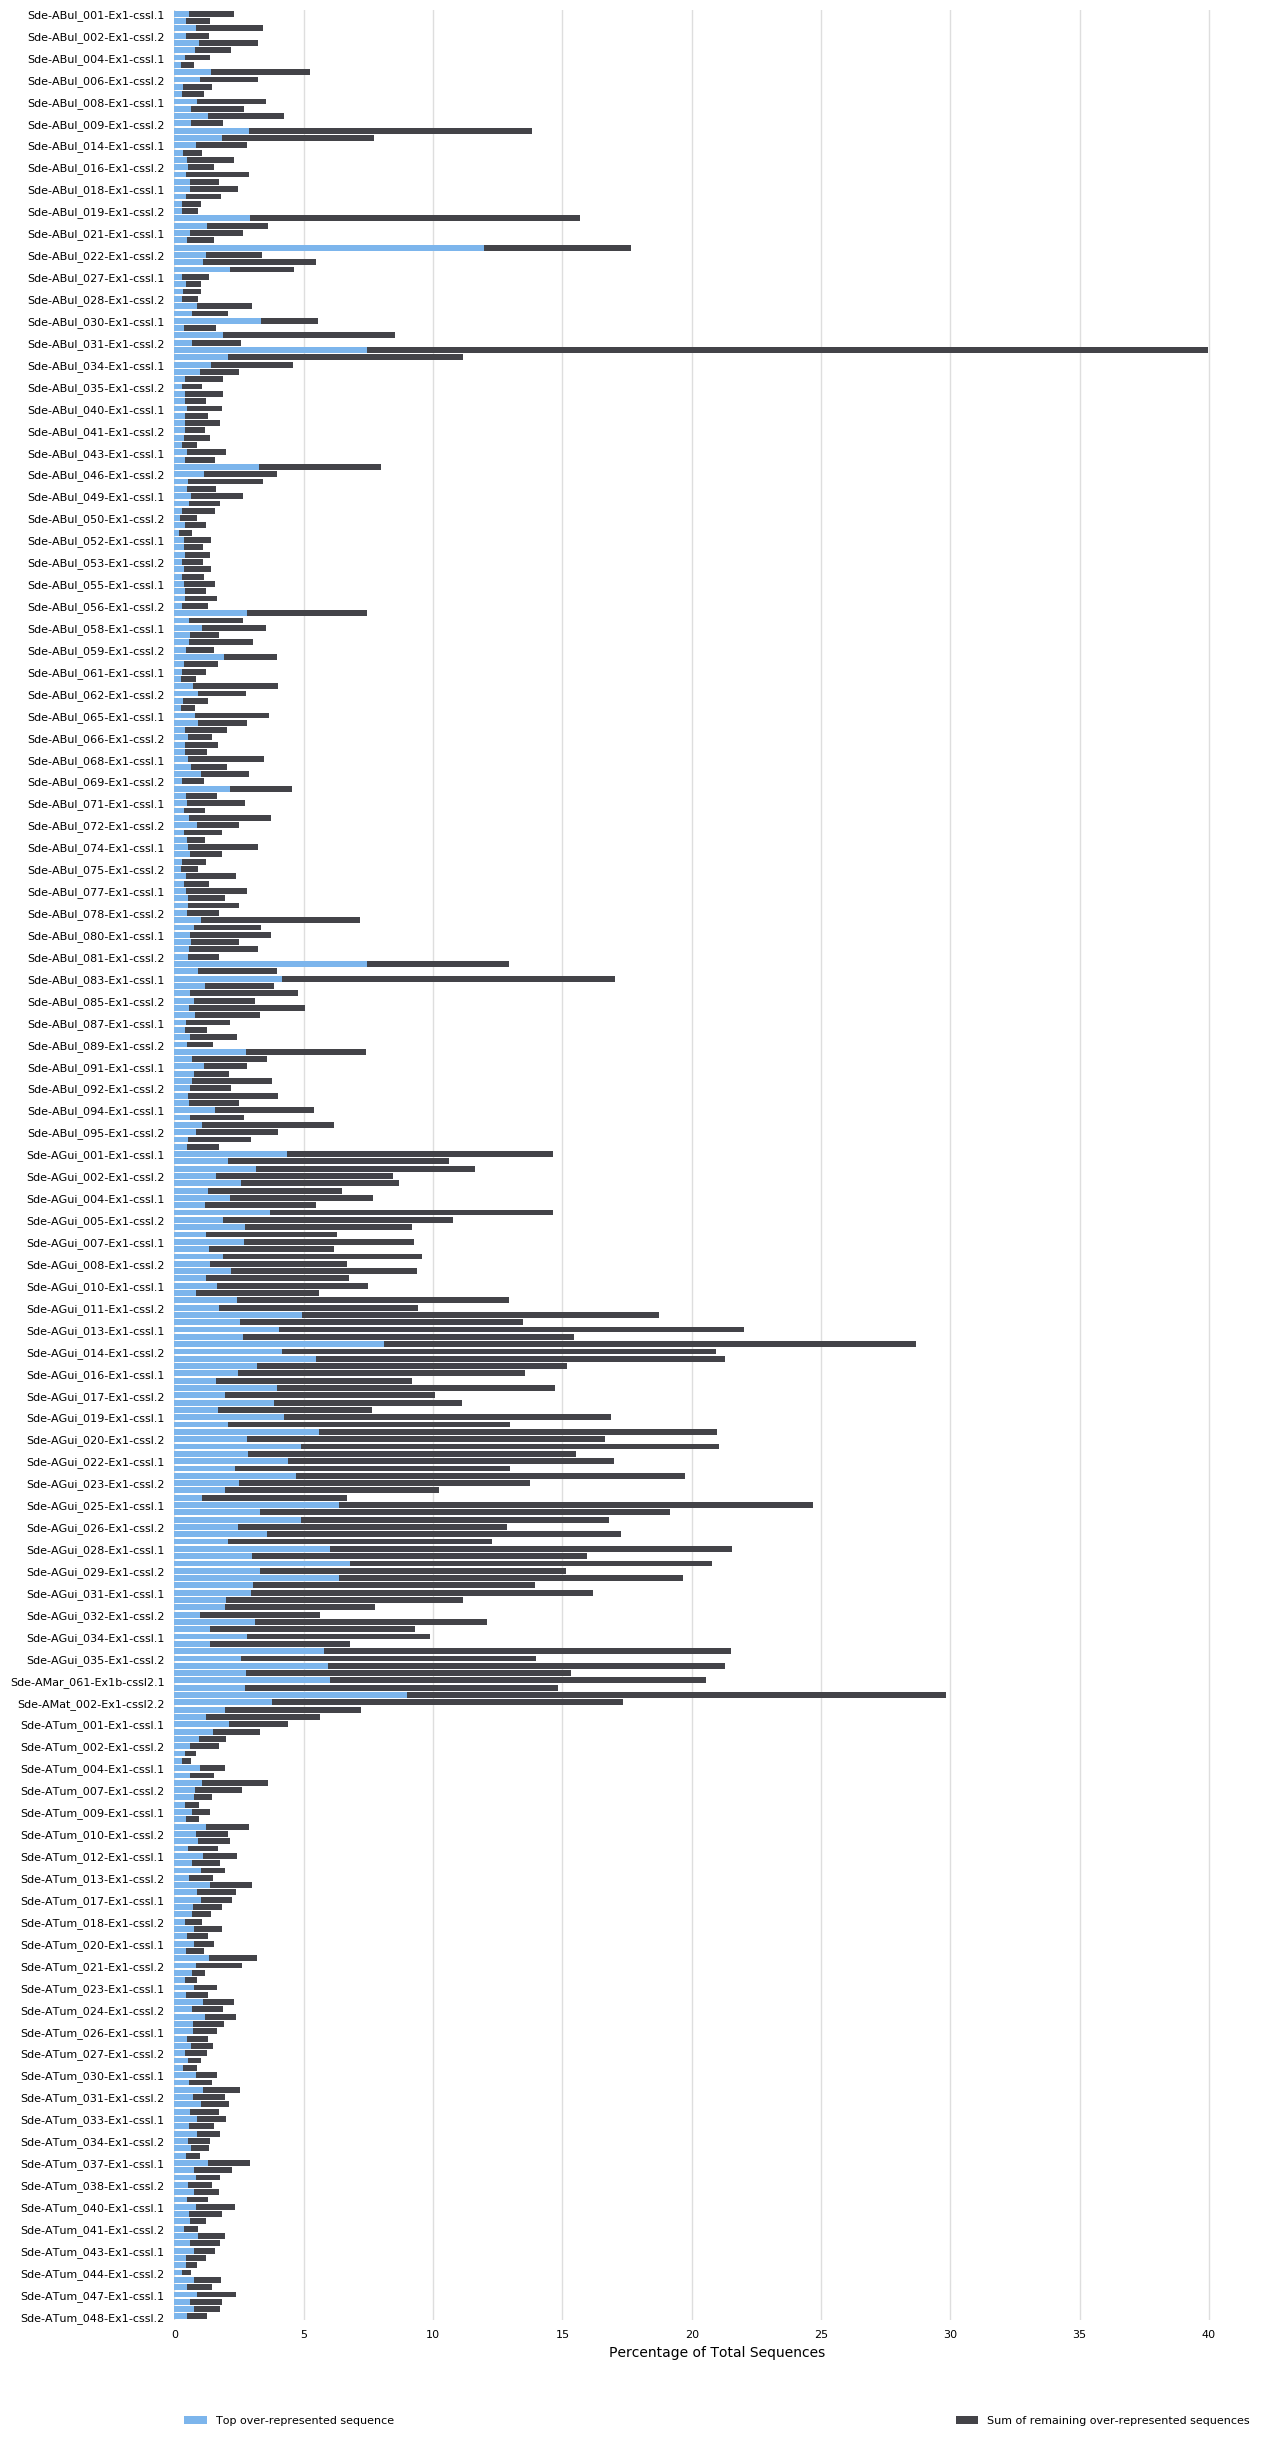 Sde-ABul_001-Ex1-cssl.1
Sde-ABul_002-Ex1-cssl.2
Sde-ABul_004-Ex1-cssl.1
Sde-ABul_006-Ex1-cssl.2
Sde-ABul_008-Ex1-cssl.1
Sde-ABul_009-Ex1-cssl.2
Sde-ABul_014-Ex1-cssl.1
Sde-ABul_016-Ex1-cssl.2
Sde-ABul_018-Ex1-cssl.1
Sde-ABul_019-Ex1-cssl.2
Sde-ABul_021-Ex1-cssl.1
Sde-ABul_022-Ex1-cssl.2
Sde-ABul_027-Ex1-cssl.1
Sde-ABul_028-Ex1-cssl.2
Sde-ABul_030-Ex1-cssl.1
Sde-ABul_031-Ex1-cssl.2
Sde-ABul_034-Ex1-cssl.1
Sde-ABul_035-Ex1-cssl.2
Sde-ABul_040-Ex1-cssl.1
Sde-ABul_041-Ex1-cssl.2
Sde-ABul_043-Ex1-cssl.1
Sde-ABul_046-Ex1-cssl.2
Sde-ABul_049-Ex1-cssl.1
Sde-ABul_050-Ex1-cssl.2
Sde-ABul_052-Ex1-cssl.1
Sde-ABul_053-Ex1-cssl.2
Sde-ABul_055-Ex1-cssl.1
Sde-ABul_056-Ex1-cssl.2
Sde-ABul_058-Ex1-cssl.1
Sde-ABul_059-Ex1-cssl.2
Sde-ABul_061-Ex1-cssl.1
Sde-ABul_062-Ex1-cssl.2
Sde-ABul_065-Ex1-cssl.1
Sde-ABul_066-Ex1-cssl.2
Sde-ABul_068-Ex1-cssl.1
Sde-ABul_069-Ex1-cssl.2
Sde-ABul_071-Ex1-cssl.1
Sde-ABul_072-Ex1-cssl.2
Sde-ABul_074-Ex1-cssl.1
Sde-ABul_075-Ex1-cssl.2
Sde-ABul_077-Ex1-cssl.1
Sde-ABul_078-Ex1-cssl.2
Sde-ABul_080-Ex1-cssl.1
Sde-ABul_081-Ex1-cssl.2
Sde-ABul_083-Ex1-cssl.1
Sde-ABul_085-Ex1-cssl.2
Sde-ABul_087-Ex1-cssl.1
Sde-ABul_089-Ex1-cssl.2
Sde-ABul_091-Ex1-cssl.1
Sde-ABul_092-Ex1-cssl.2
Sde-ABul_094-Ex1-cssl.1
Sde-ABul_095-Ex1-cssl.2
Sde-AGui_001-Ex1-cssl.1
Sde-AGui_002-Ex1-cssl.2
Sde-AGui_004-Ex1-cssl.1
Sde-AGui_005-Ex1-cssl.2
Sde-AGui_007-Ex1-cssl.1
Sde-AGui_008-Ex1-cssl.2
Sde-AGui_010-Ex1-cssl.1
Sde-AGui_011-Ex1-cssl.2
Sde-AGui_013-Ex1-cssl.1
Sde-AGui_014-Ex1-cssl.2
Sde-AGui_016-Ex1-cssl.1
Sde-AGui_017-Ex1-cssl.2
Sde-AGui_019-Ex1-cssl.1
Sde-AGui_020-Ex1-cssl.2
Sde-AGui_022-Ex1-cssl.1
Sde-AGui_023-Ex1-cssl.2
Sde-AGui_025-Ex1-cssl.1
Sde-AGui_026-Ex1-cssl.2
Sde-AGui_028-Ex1-cssl.1
Sde-AGui_029-Ex1-cssl.2
Sde-AGui_031-Ex1-cssl.1
Sde-AGui_032-Ex1-cssl.2
Sde-AGui_034-Ex1-cssl.1
Sde-AGui_035-Ex1-cssl.2
Sde-AMar_061-Ex1b-cssl2.1
Sde-AMat_002-Ex1-cssl2.2
Sde-ATum_001-Ex1-cssl.1
Sde-ATum_002-Ex1-cssl.2
Sde-ATum_004-Ex1-cssl.1
Sde-ATum_007-Ex1-cssl.2
Sde-ATum_009-Ex1-cssl.1
Sde-ATum_010-Ex1-cssl.2
Sde-ATum_012-Ex1-cssl.1
Sde-ATum_013-Ex1-cssl.2
Sde-ATum_017-Ex1-cssl.1
Sde-ATum_018-Ex1-cssl.2
Sde-ATum_020-Ex1-cssl.1
Sde-ATum_021-Ex1-cssl.2
Sde-ATum_023-Ex1-cssl.1
Sde-ATum_024-Ex1-cssl.2
Sde-ATum_026-Ex1-cssl.1
Sde-ATum_027-Ex1-cssl.2
Sde-ATum_030-Ex1-cssl.1
Sde-ATum_031-Ex1-cssl.2
Sde-ATum_033-Ex1-cssl.1
Sde-ATum_034-Ex1-cssl.2
Sde-ATum_037-Ex1-cssl.1
Sde-ATum_038-Ex1-cssl.2
Sde-ATum_040-Ex1-cssl.1
Sde-ATum_041-Ex1-cssl.2
Sde-ATum_043-Ex1-cssl.1
Sde-ATum_044-Ex1-cssl.2
Sde-ATum_047-Ex1-cssl.1
Sde-ATum_048-Ex1-cssl.2
0 5 10 15 20 25 30 35 40
Percentage of Total Sequences
Top over-represented sequence Sum of remaining over-represented sequences